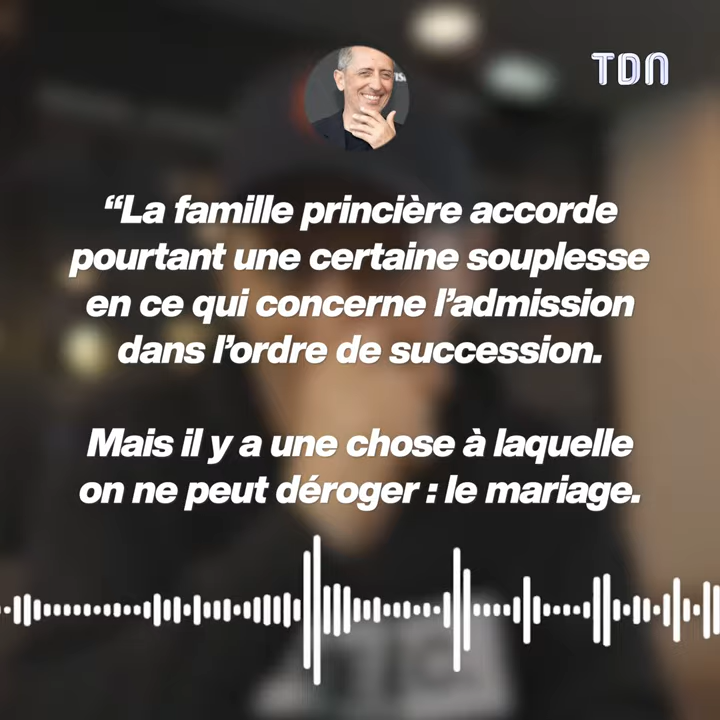 TDN
“La famille princière accorde
pourtant une certaine souplesse
en ce qui concerne l’admission
dans l’ordre de succession.
Mais il y a une chose à laquelle
on ne peut déroger : le mariage.